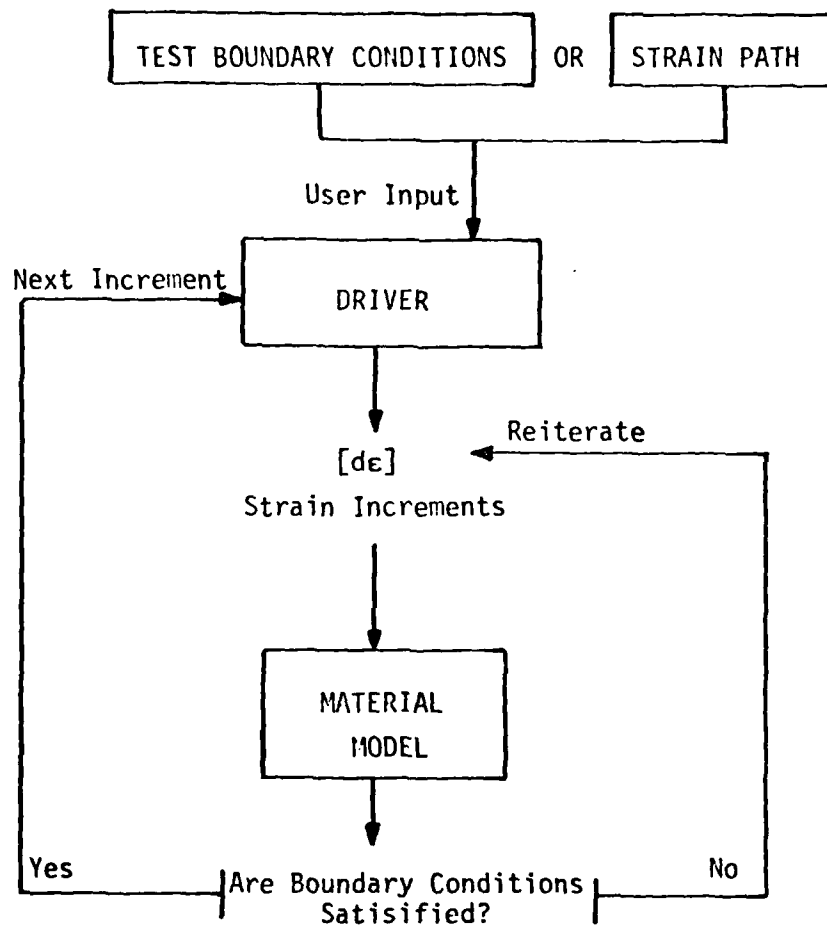 TEST BOUNDARY CONDITIONS OR STRAIN PATH
User Input
Next Increment
DRIVER
Reiterate
[dε]
Strain Increments
MATERIAL
MODEL
Yes
No
Are Boundary Conditions
Satisified?